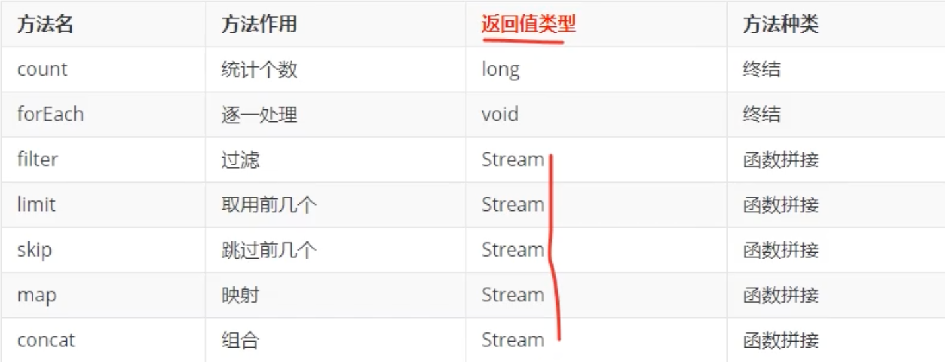 方法名 方法作用 返回值类型 方法种类
count 统计个数 long 终结
forEach 逐一处理 void 终结
filter 过滤 Stream 函数拼接
limit 取用前几个 Stream 函数拼接
skip 跳过前几个 Stream 函数拼接
map 映射 Stream 函数拼接
concat 组合 Stream 函数拼接